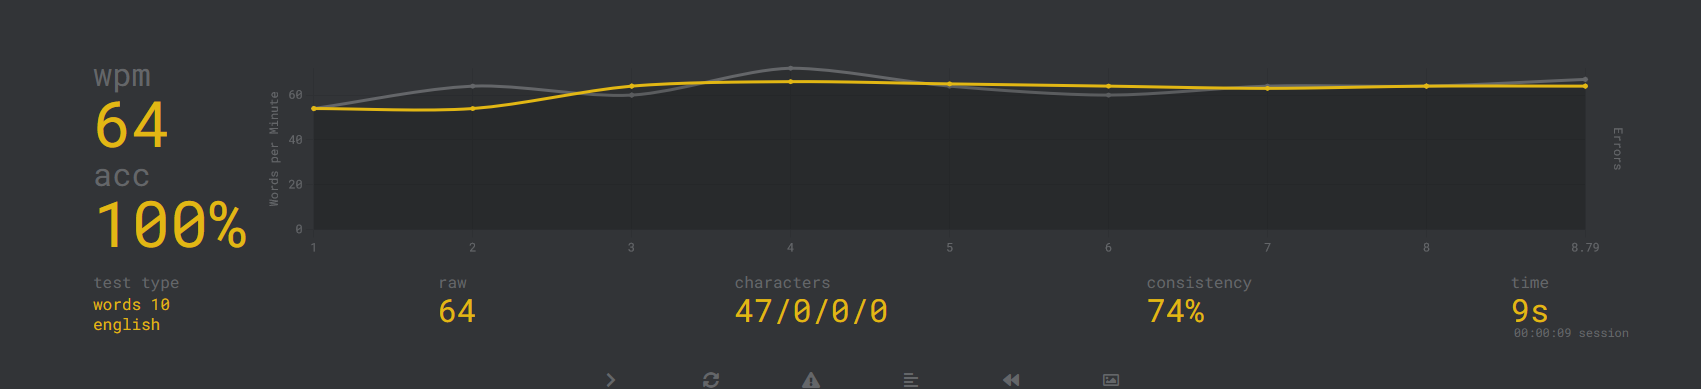 wpm
64
acc
100%
Words per Minute
60
40
20
0
1 2 3 4 5 6 7 8 8.79
Errors
test type
words 10
english
raw
64
characters
47/0/0/0
consistency
74%
time
9s
00:00:09 session